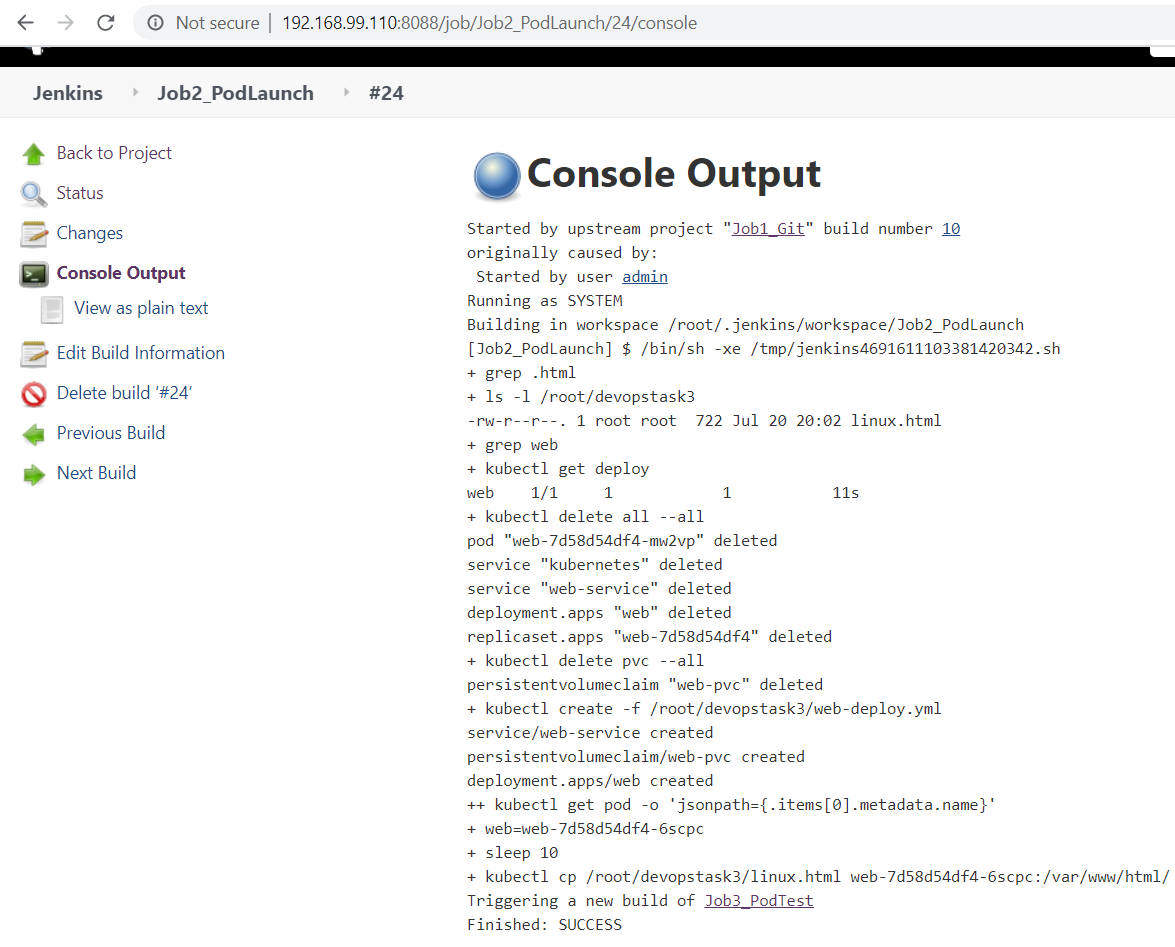 Not secure | 192.168.99.110:8088/job/Job2_PodLaunch/24/console
Jenkins Job2_PodLaunch #24
Back to Project
Status
Changes
Console Output
View as plain text
Edit Build Information
Delete build ‘#24’
Previous Build
Next Build
Console Output
Started by upstream project "Job1_Git" build number 10
originally caused by:
Started by user admin
Running as SYSTEM
Building in workspace /root/.jenkins/workspace/Job2_PodLaunch
[Job2_PodLaunch] $ /bin/sh -xe /tmp/jenkins4691611103381420342.sh
+ grep .html
+ ls -l /root/devopstask3
-rw-r--r--. 1 root root  722 Jul 20 20:02 linux.html
+ grep web
+ kubectl get deploy
web    1/1     1            1           11s
+ kubectl delete all --all
pod "web-7d58d54df4-mw2vp" deleted
service "kubernetes" deleted
service "web-service" deleted
deployment.apps "web" deleted
replicaset.apps "web-7d58d54df4" deleted
+ kubectl delete pvc --all
persistentvolumeclaim "web-pvc" deleted
+ kubectl create -f /root/devopstask3/web-deploy.yml
service/web-service created
persistentvolumeclaim/web-pvc created
deployment.apps/web created
++ kubectl get pod -o 'jsonpath={.items[0].metadata.name}'
+ web=web-7d58d54df4-6scpc
+ sleep 10
+ kubectl cp /root/devopstask3/linux.html web-7d58d54df4-6scpc:/var/www/html/
Triggering a new build of Job3_PodTest
Finished: SUCCESS